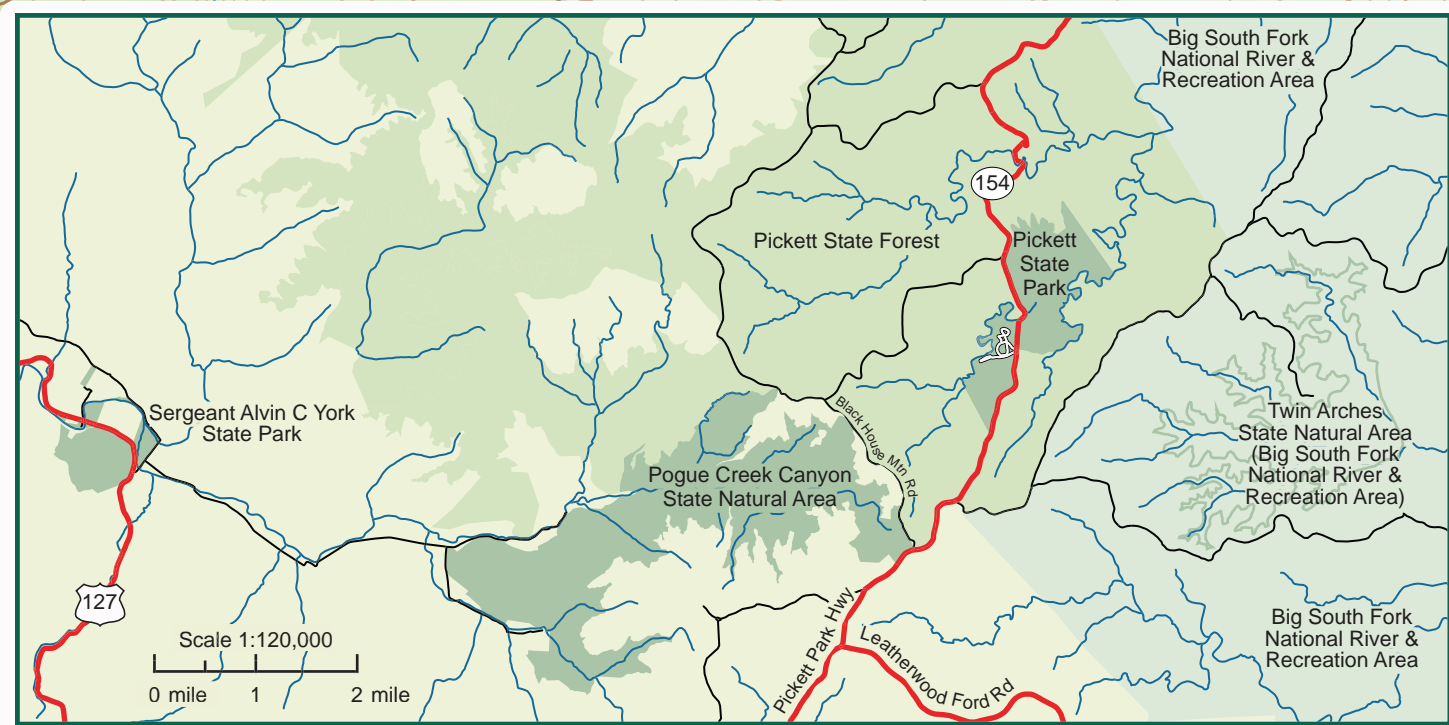 Big South Fork
National River &
Recreation Area
154
Pickett State Forest
Pickett
State
Park
Sergeant Alvin C York
State Park
Black House Mtn Rd
Twin Arches
State Natural Area
(Big South Fork
National River &
Recreation Area)
Pogue Creek Canyon
State Natural Area
127
Scale 1:120,000
0 mile 1 2 mile
Pickett Park Hwy
Leatherwood Ford Rd
Big South Fork
National River &
Recreation Area